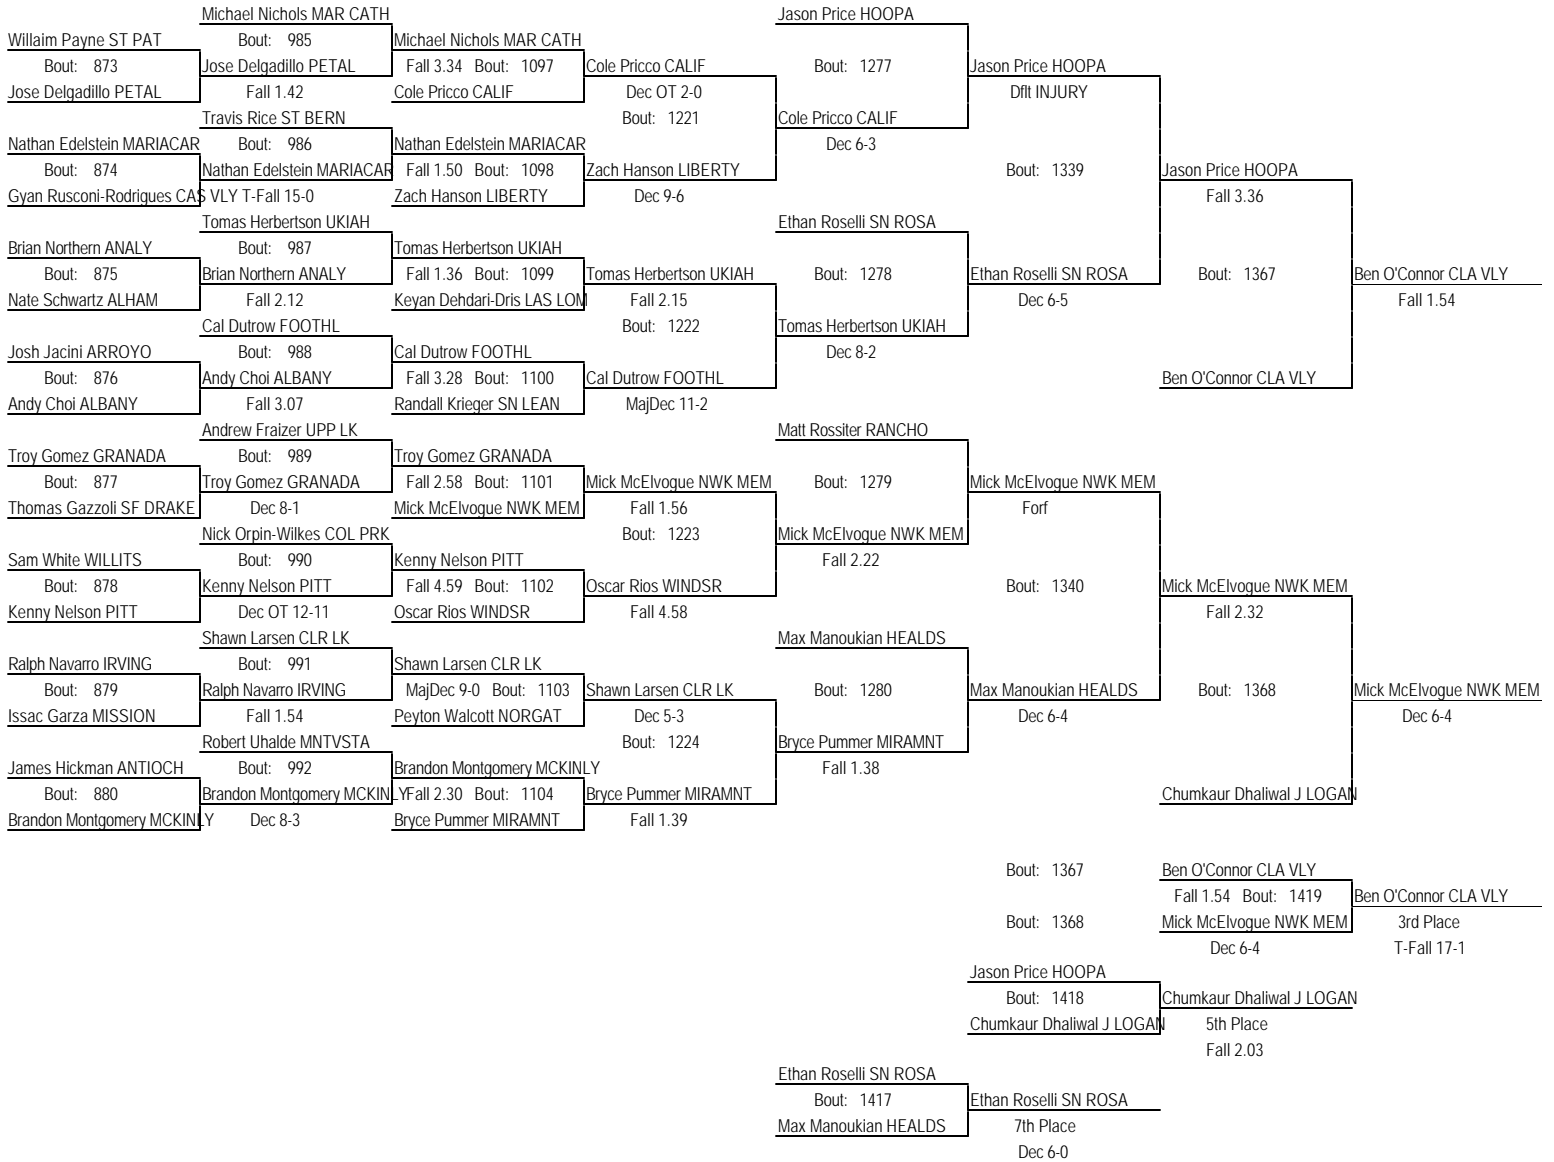 Michael Nichols MAR CATH Jason Price HOOPA
Willaim Payne ST PAT Bout: 985 Michael Nichols MAR CATH
Bout: 873 Jose Delgadillo PETAL Fall 3.34 Bout: 1097 Cole Pricco CALIF Bout: 1277 Jason Price HOOPA
Jose Delgadillo PETAL Fall 1.42 Cole Pricco CALIF Dec OT 2-0 Dflt INJURY
Travis Rice ST BERN Bout: 1221 Cole Pricco CALIF
Nathan Edelstein MARIACAR Bout: 986 Nathan Edelstein MARIACAR Dec 6-3
Bout: 874 Nathan Edelstein MARIACAR Fall 1.50 Bout: 1098 Zach Hanson LIBERTY Bout: 1339 Jason Price HOOPA
Gyan Rusconi-Rodrigues CAS VLY T-Fall 15-0 Zach Hanson LIBERTY Dec 9-6 Fall 3.36
Tomas Herbertson UKIAH Ethan Roselli SN ROSA
Brian Northern ANALY Bout: 987 Tomas Herbertson UKIAH
Bout: 875 Brian Northern ANALY Fall 1.36 Bout: 1099 Tomas Herbertson UKIAH Bout: 1278 Ethan Roselli SN ROSA Bout: 1367 Ben O'Connor CLA VLY
Nate Schwartz ALHAM Fall 2.12 Keyan Dehdari-Dris LAS LOM Fall 2.15 Dec 6-5 Fall 1.54
Cal Dutrow FOOTHL Bout: 1222 Tomas Herbertson UKIAH
Josh Jacini ARROYO Bout: 988 Cal Dutrow FOOTHL Dec 8-2
Bout: 876 Andy Choi ALBANY Fall 3.28 Bout: 1100 Cal Dutrow FOOTHL Ben O'Connor CLA VLY
Andy Choi ALBANY Fall 3.07 Randall Krieger SN LEAN MajDec 11-2
Andrew Fraizer UPP LK Matt Rossiter RANCHO
Troy Gomez GRANADA Bout: 989 Troy Gomez GRANADA
Bout: 877 Troy Gomez GRANADA Fall 2.58 Bout: 1101 Mick McElvogue NWK MEM Bout: 1279 Mick McElvogue NWK MEM
Thomas Gazzoli SF DRAKE Dec 8-1 Mick McElvogue NWK MEM Fall 1.56 Forf
Nick Orpin-Wilkes COL PRK Bout: 1223 Mick McElvogue NWK MEM
Sam White WILLITS Bout: 990 Kenny Nelson PITT Fall 2.22
Bout: 878 Kenny Nelson PITT Fall 4.59 Bout: 1102 Oscar Rios WINDSR Bout: 1340 Mick McElvogue NWK MEM
Kenny Nelson PITT Dec OT 12-11 Oscar Rios WINDSR Fall 4.58 Fall 2.32
Shawn Larsen CLR LK Max Manoukian HEALDS
Ralph Navarro IRVING Bout: 991 Shawn Larsen CLR LK
Bout: 879 Ralph Navarro IRVING MajDec 9-0 Bout: 1103 Shawn Larsen CLR LK Bout: 1280 Max Manoukian HEALDS Bout: 1368 Mick McElvogue NWK MEM
Issac Garza MISSION Fall 1.54 Peyton Walcott NORGAT Dec 5-3 Dec 6-4 Dec 6-4
Robert Uhalde MNTVSTA Bout: 1224 Bryce Pummer MIRAMNT
James Hickman ANTIOCH Bout: 992 Brandon Montgomery MCKINLY Fall 1.38
Bout: 880 Brandon Montgomery MCKINLY Fall 2.30 Bout: 1104 Bryce Pummer MIRAMNT Chumkaur Dhaliwal J LOGAN
Brandon Montgomery MCKINLY Dec 8-3 Bryce Pummer MIRAMNT Fall 1.39
Bout: 1367 Ben O'Connor CLA VLY
Fall 1.54 Bout: 1419 Ben O'Connor CLA VLY
Bout: 1368 Mick McElvogue NWK MEM 3rd Place
Dec 6-4 T-Fall 17-1
Jason Price HOOPA
Bout: 1418 Chumkaur Dhaliwal J LOGAN
Chumkaur Dhaliwal J LOGAN 5th Place
Fall 2.03
Ethan Roselli SN ROSA
Bout: 1417 Ethan Roselli SN ROSA
Max Manoukian HEALDS 7th Place
Dec 6-0